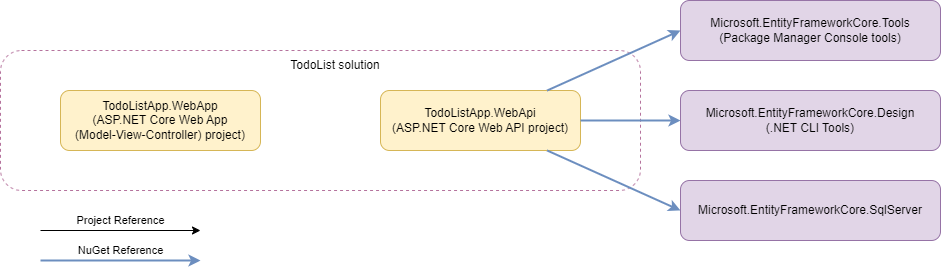 Microsoft.EntityFrameworkCore.Tools
(Package Manager Console tools)
TodoList solution
TodoListApp.WebApp
(ASP.NET Core Web App
(Model-View-Controller) project)
TodoListApp.WebApi
(ASP.NET Core Web API project)
Microsoft.EntityFrameworkCore.Design
(.NET CLI Tools)
Microsoft.EntityFrameworkCore.SqlServer
Project Reference
NuGet Reference